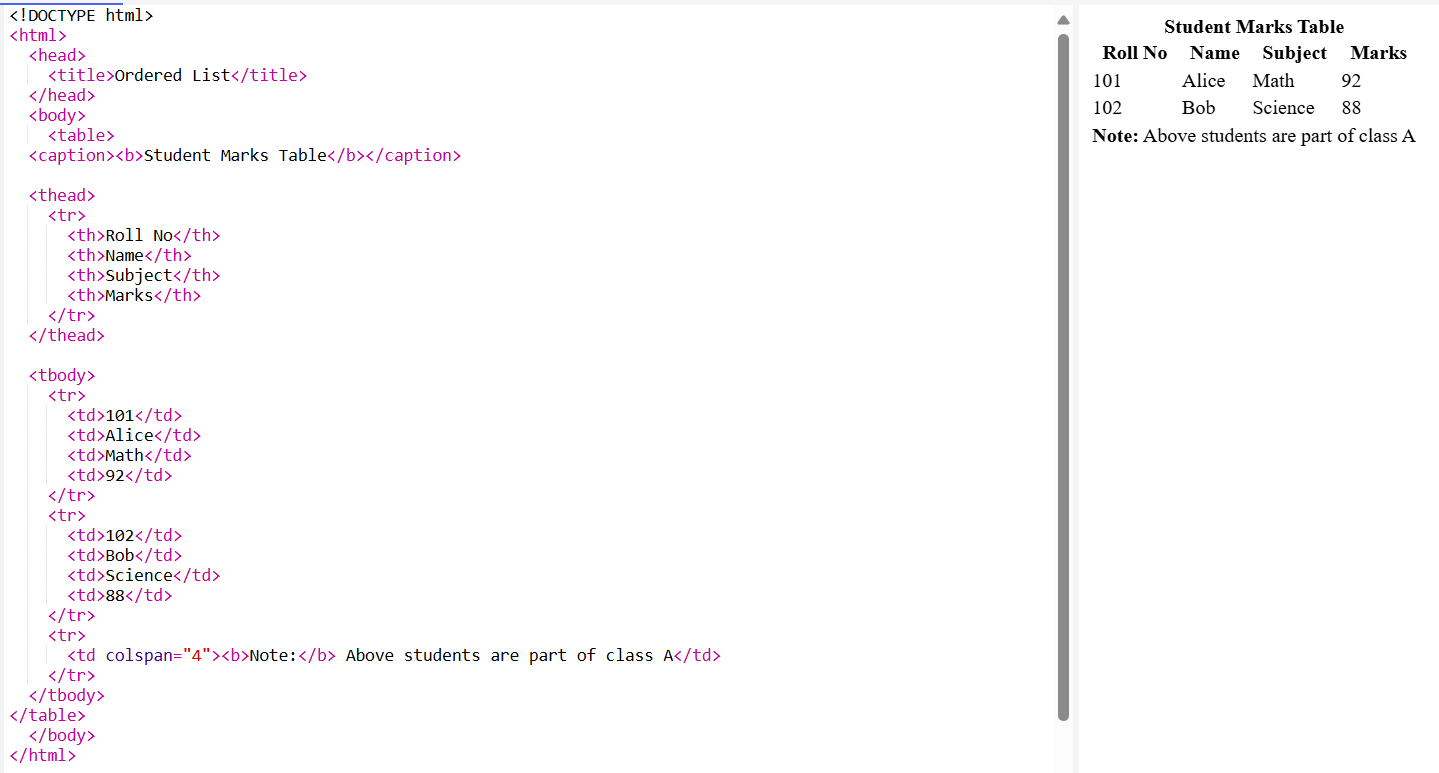 <!DOCTYPE html>
<html>
  <head>
    <title>Ordered List</title>
  </head>
  <body>
    <table>
  <caption><b>Student Marks Table</b></caption>

  <thead>
    <tr>
      <th>Roll No</th>
      <th>Name</th>
      <th>Subject</th>
      <th>Marks</th>
    </tr>
  </thead>

  <tbody>
    <tr>
      <td>101</td>
      <td>Alice</td>
      <td>Math</td>
      <td>92</td>
    </tr>
    <tr>
      <td>102</td>
      <td>Bob</td>
      <td>Science</td>
      <td>88</td>
    </tr>
    <tr>
      <td colspan="4"><b>Note:</b> Above students are part of class A</td>
    </tr>
  </tbody>
</table>
  </body>
</html>
Student Marks Table
Roll No Name Subject Marks
101 Alice Math 92
102 Bob Science 88
Note: Above students are part of class A